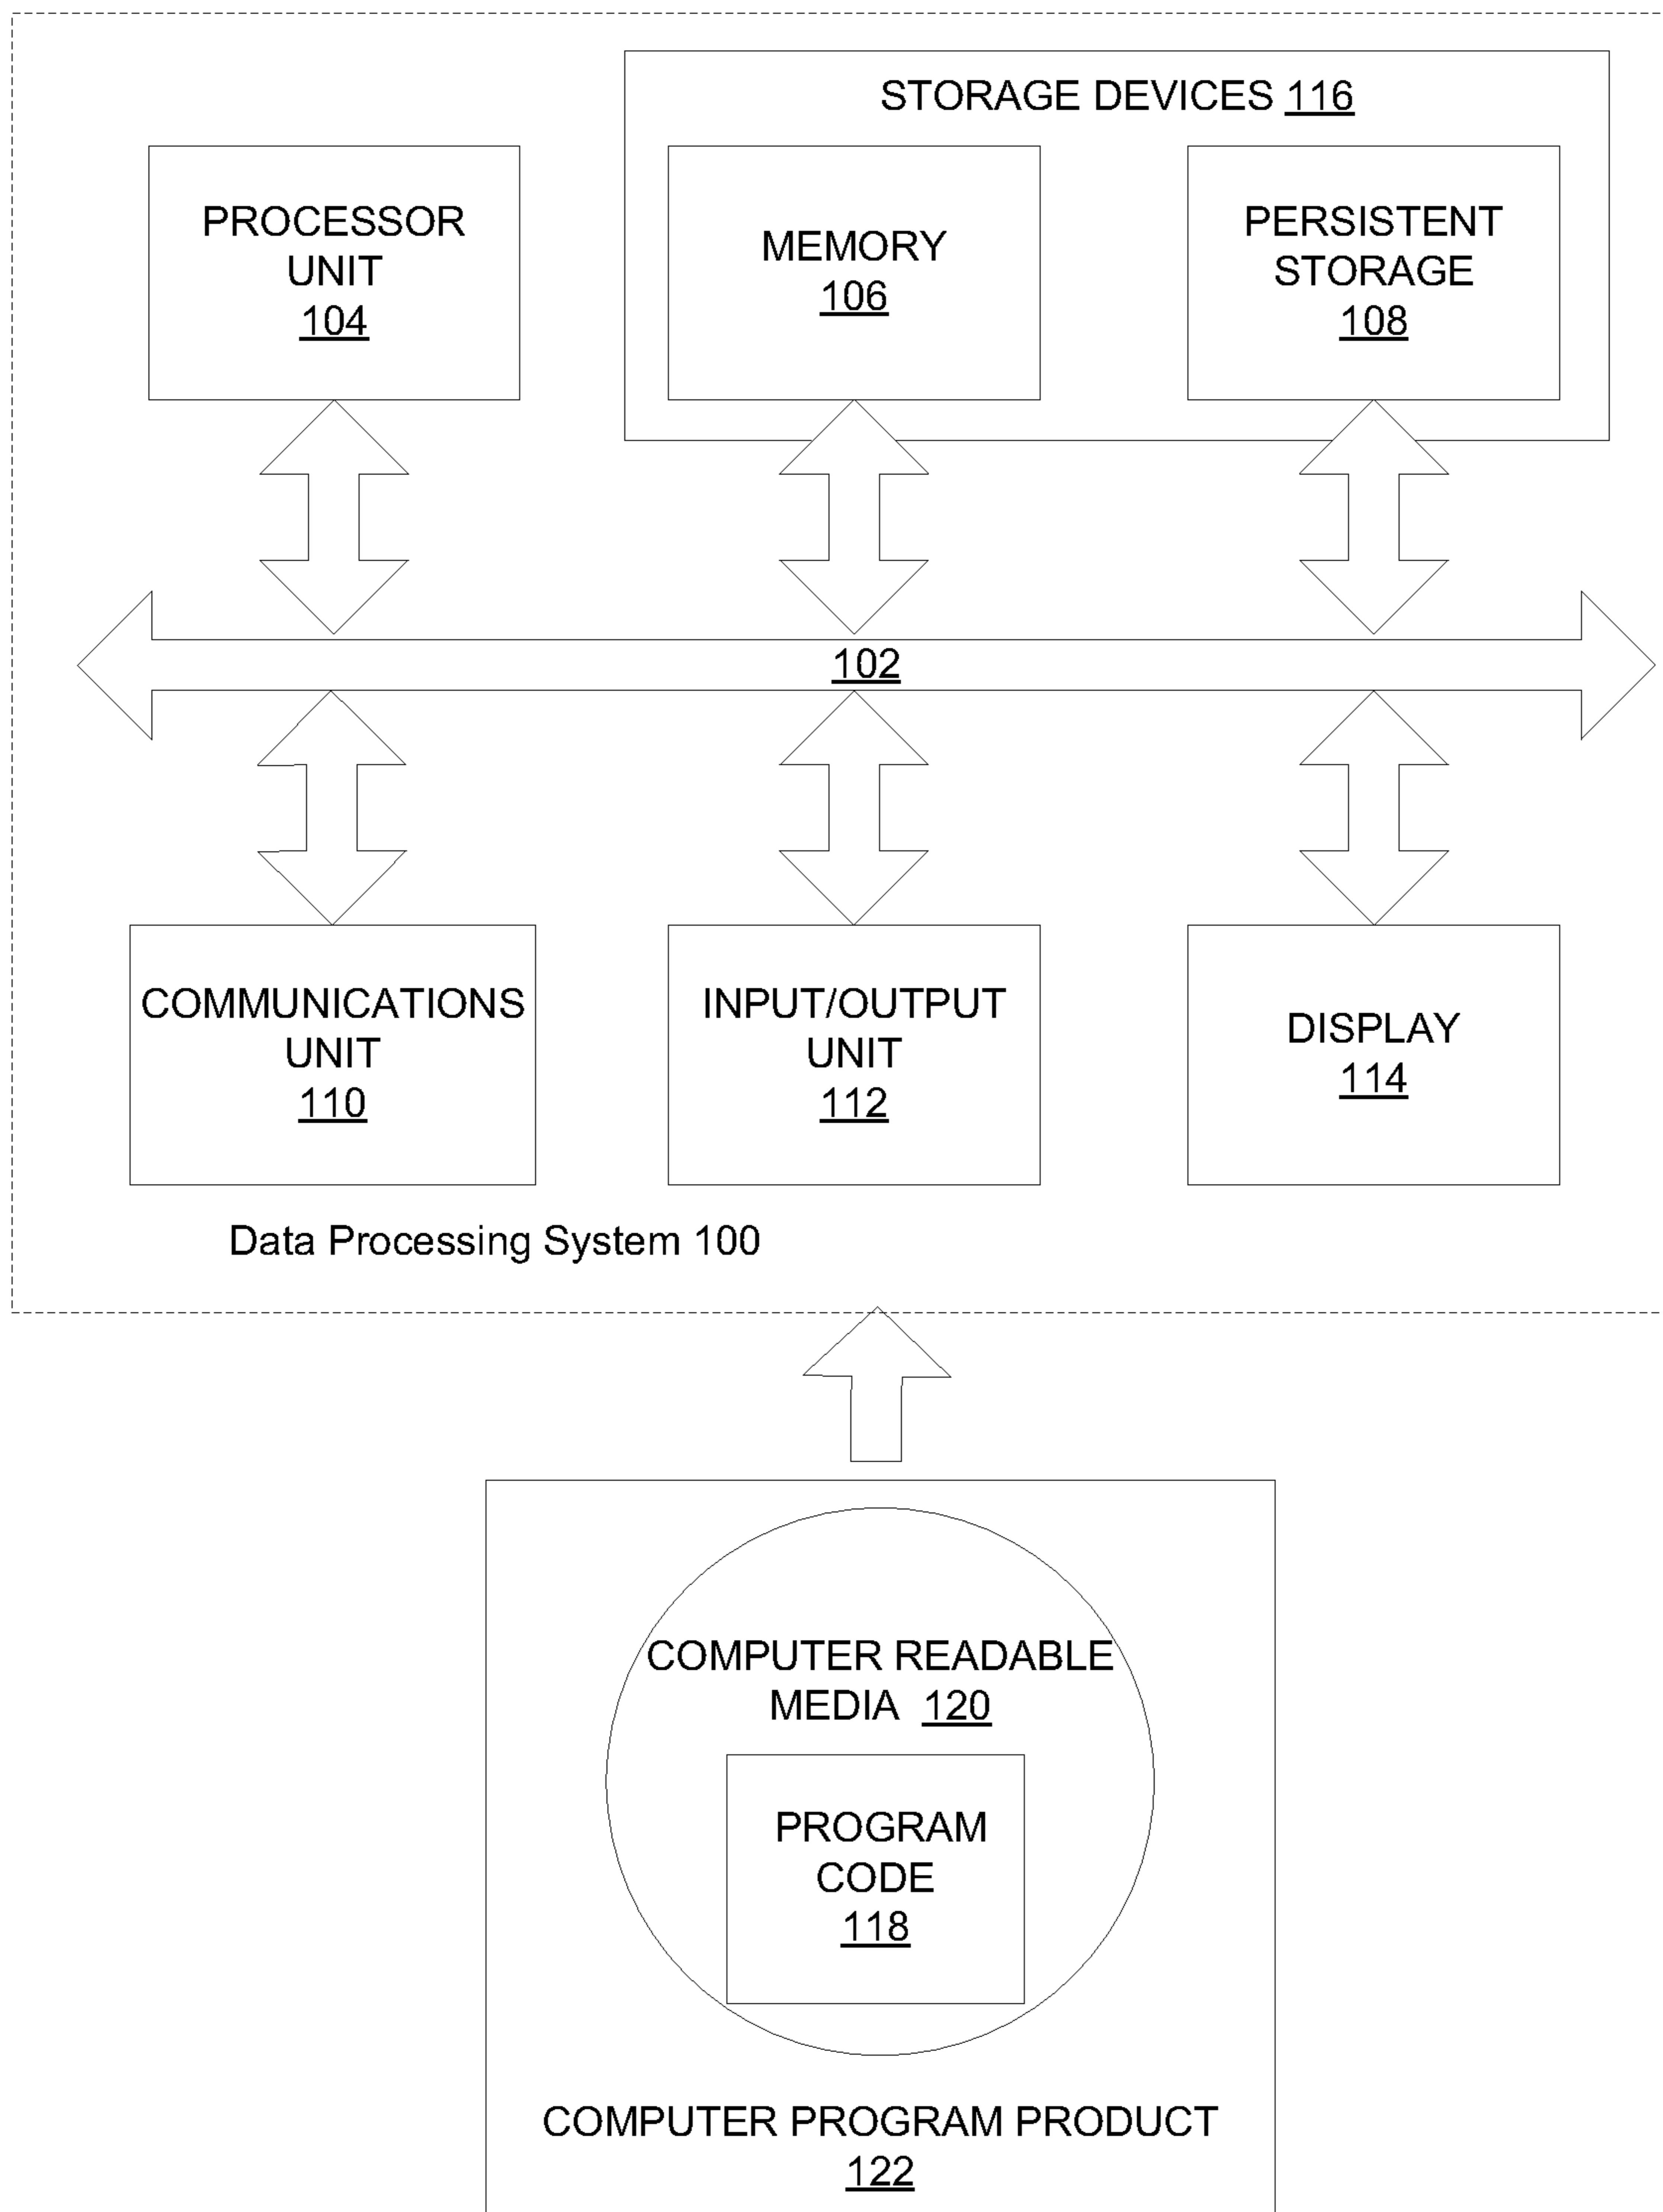 STORAGE DEVICES 116
PROCESSOR
UNIT
104
MEMORY
106
PERSISTENT
STORAGE
108
102
COMMUNICATIONS
UNIT
110
INPUT/OUTPUT
UNIT
112
DISPLAY
114
Data Processing System 100
COMPUTER READABLE
MEDIA 120
PROGRAM
CODE
118
COMPUTER PROGRAM PRODUCT
122